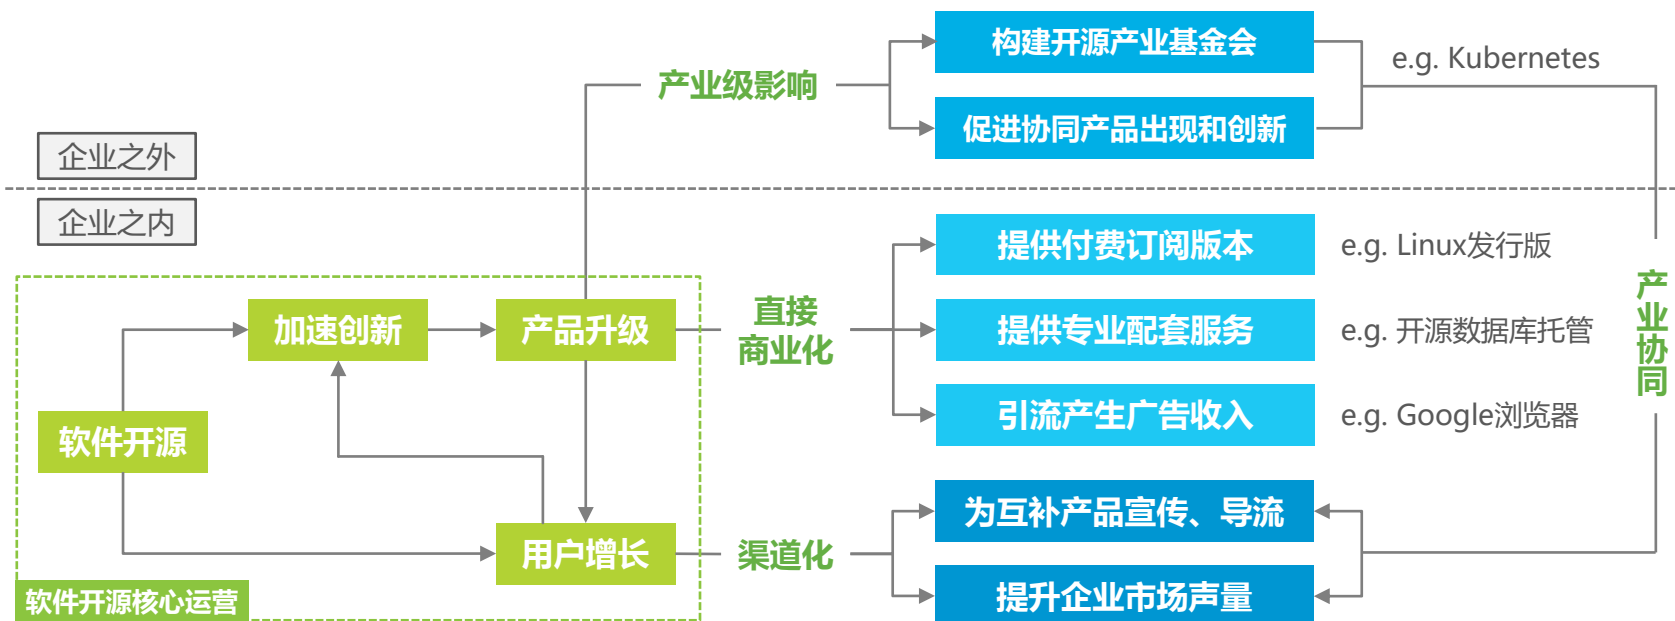 构建开源产业基金会
e.g. Kubernetes
产业级影响
促进协同产品出现和创新
企业之外
企业之内
提供付费订阅版本
e.g. Linux发行版
加速创新
产品升级
直接
商业化
提供专业配套服务
e.g. 开源数据库托管
产业协同
引流产生广告收入
e.g. Google浏览器
软件开源
为互补产品宣传、导流
用户增长
渠道化
提升企业市场声量
软件开源核心运营